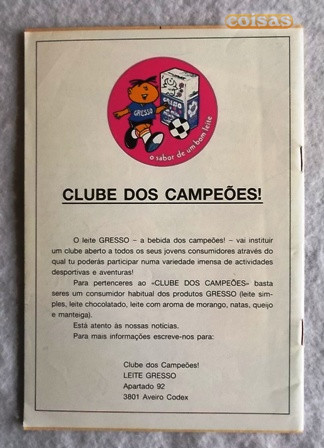 coisas
GRESSO
GRESSO
o sabor de um bom leite
CLUBE DOS CAMPEÕES!
O leite GRESSO – a bebida dos campeões! – vai instituir
um clube aberto a todos os seus jovens consumidores através do
qual tu poderás participar numa variedade imensa de actividades
desportivas e aventuras!
Para pertenceres ao «CLUBE DOS CAMPEÕES» basta
seres um consumidor habitual dos produtos GRESSO (leite sim-
ples, leite chocolatado, leite com aroma de morango, natas, queijo
e manteiga).
Está atento às nossas notícias.
Para mais informações escreve-nos para:
Clube dos Campeões!
LEITE GRESSO
Apartado 92
3801 Aveiro Codex